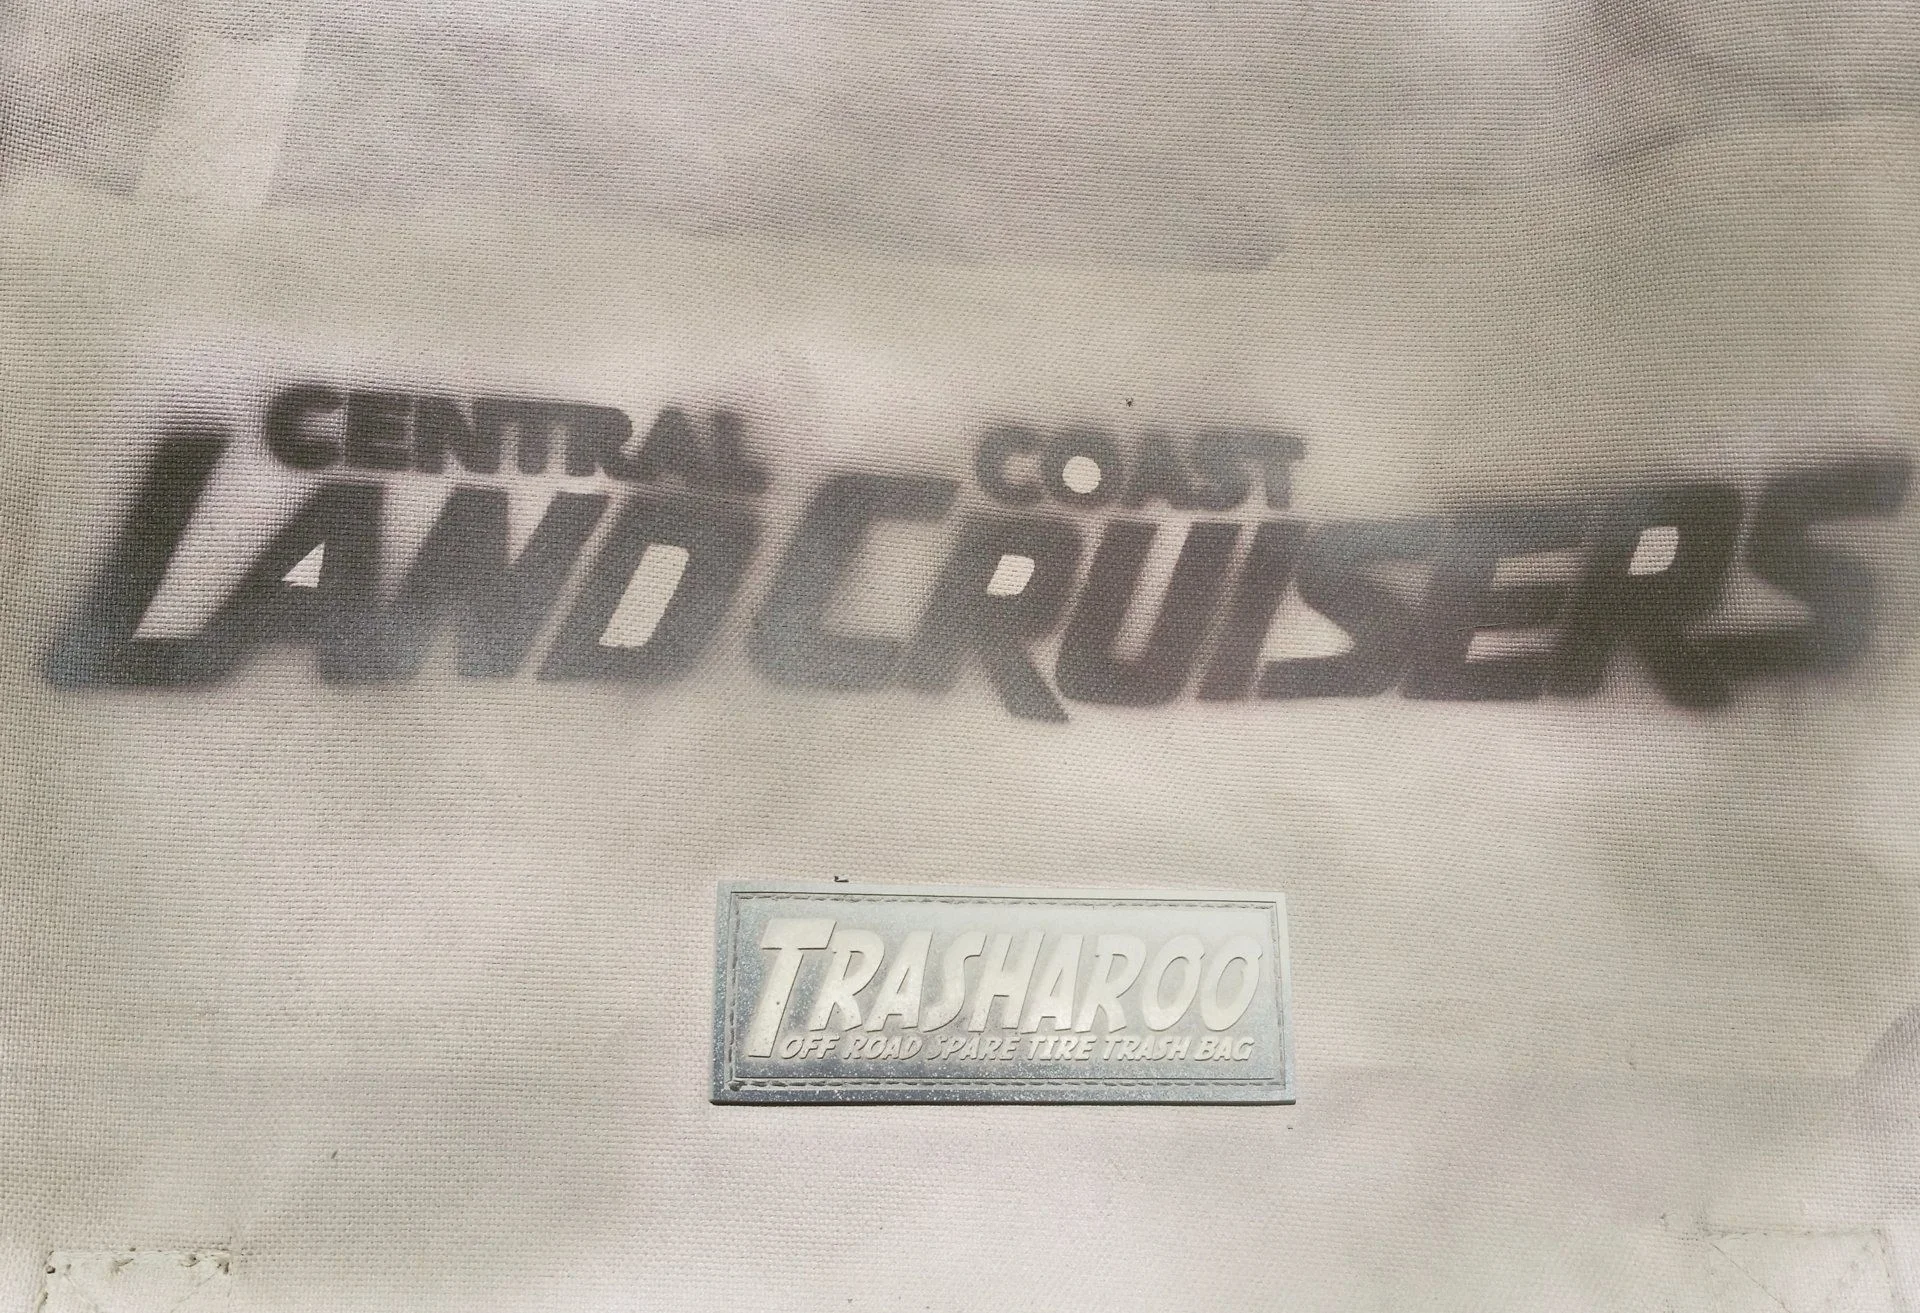 CENTRAL COAST
LAND CRUISERS
TRASHAROO
OFF ROAD SPARE TIRE TRASH BAG